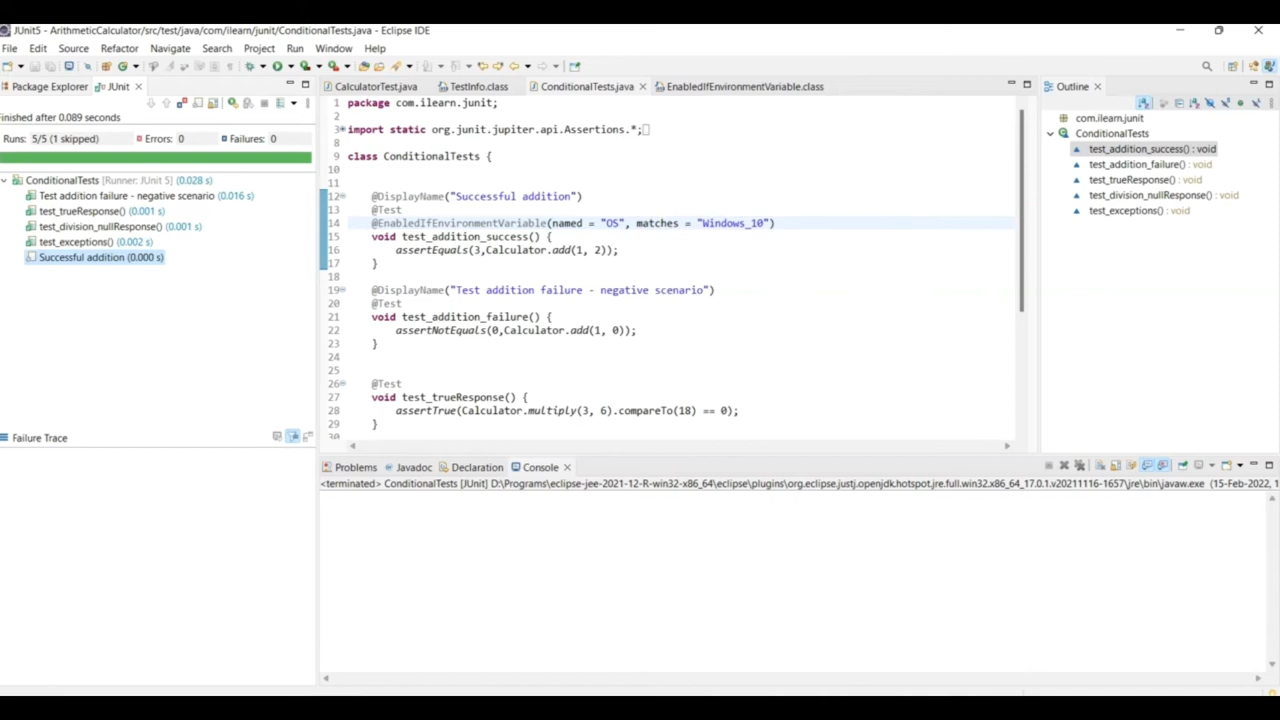 JUnit5 - ArithmeticCalculator/src/test/java/com/ilearn/junit/ConditionalTests.java - Eclipse IDE
File Edit Source Refactor Navigate Search Project Run Window Help
Package Explorer JUnit
Finished after 0.089 seconds
Runs: 5/5 (1 skipped) Errors: 0 Failures: 0
ConditionalTests [Runner: JUnit 5] (0.028 s)
Test addition failure - negative scenario (0.016 s)
test_trueResponse() (0.001 s)
test_division_nullResponse() (0.001 s)
test_exceptions() (0.002 s)
Successful addition (0.000 s)
Failure Trace
CalculatorTest.java TestInfo.class ConditionalTests.java EnabledIfEnvironmentVariable.class
1 package com.ilearn.junit;
2
3 import static org.junit.jupiter.api.Assertions.*;
8
9 class ConditionalTests {
10
11
12 @DisplayName("Successful addition")
13 @Test
14 @EnabledIfEnvironmentVariable(named = "OS", matches = "Windows_10")
15 void test_addition_success() {
16 assertEquals(3,Calculator.add(1, 2));
17 }
18
19 @DisplayName("Test addition failure - negative scenario")
20 @Test
21 void test_addition_failure() {
22 assertNotEquals(0,Calculator.add(1, 0));
23 }
24
25
26 @Test
27 void test_trueResponse() {
28 assertTrue(Calculator.multiply(3, 6).compareTo(18) == 0);
29 }
30
Outline
com.ilearn.junit
ConditionalTests
test_addition_success() : void
test_addition_failure() : void
test_trueResponse() : void
test_division_nullResponse() : void
test_exceptions() : void
Problems Javadoc Declaration Console
<terminated> ConditionalTests [JUnit] D:\Programs\eclipse-jee-2021-12-R-win32-x86_64\eclipse\plugins\org.eclipse.justj.openjdk.hotspot.jre.full.win32.x86_64_17.0.1.v20211116-1657\jre\bin\javaw.exe (15-Feb-2022, 1